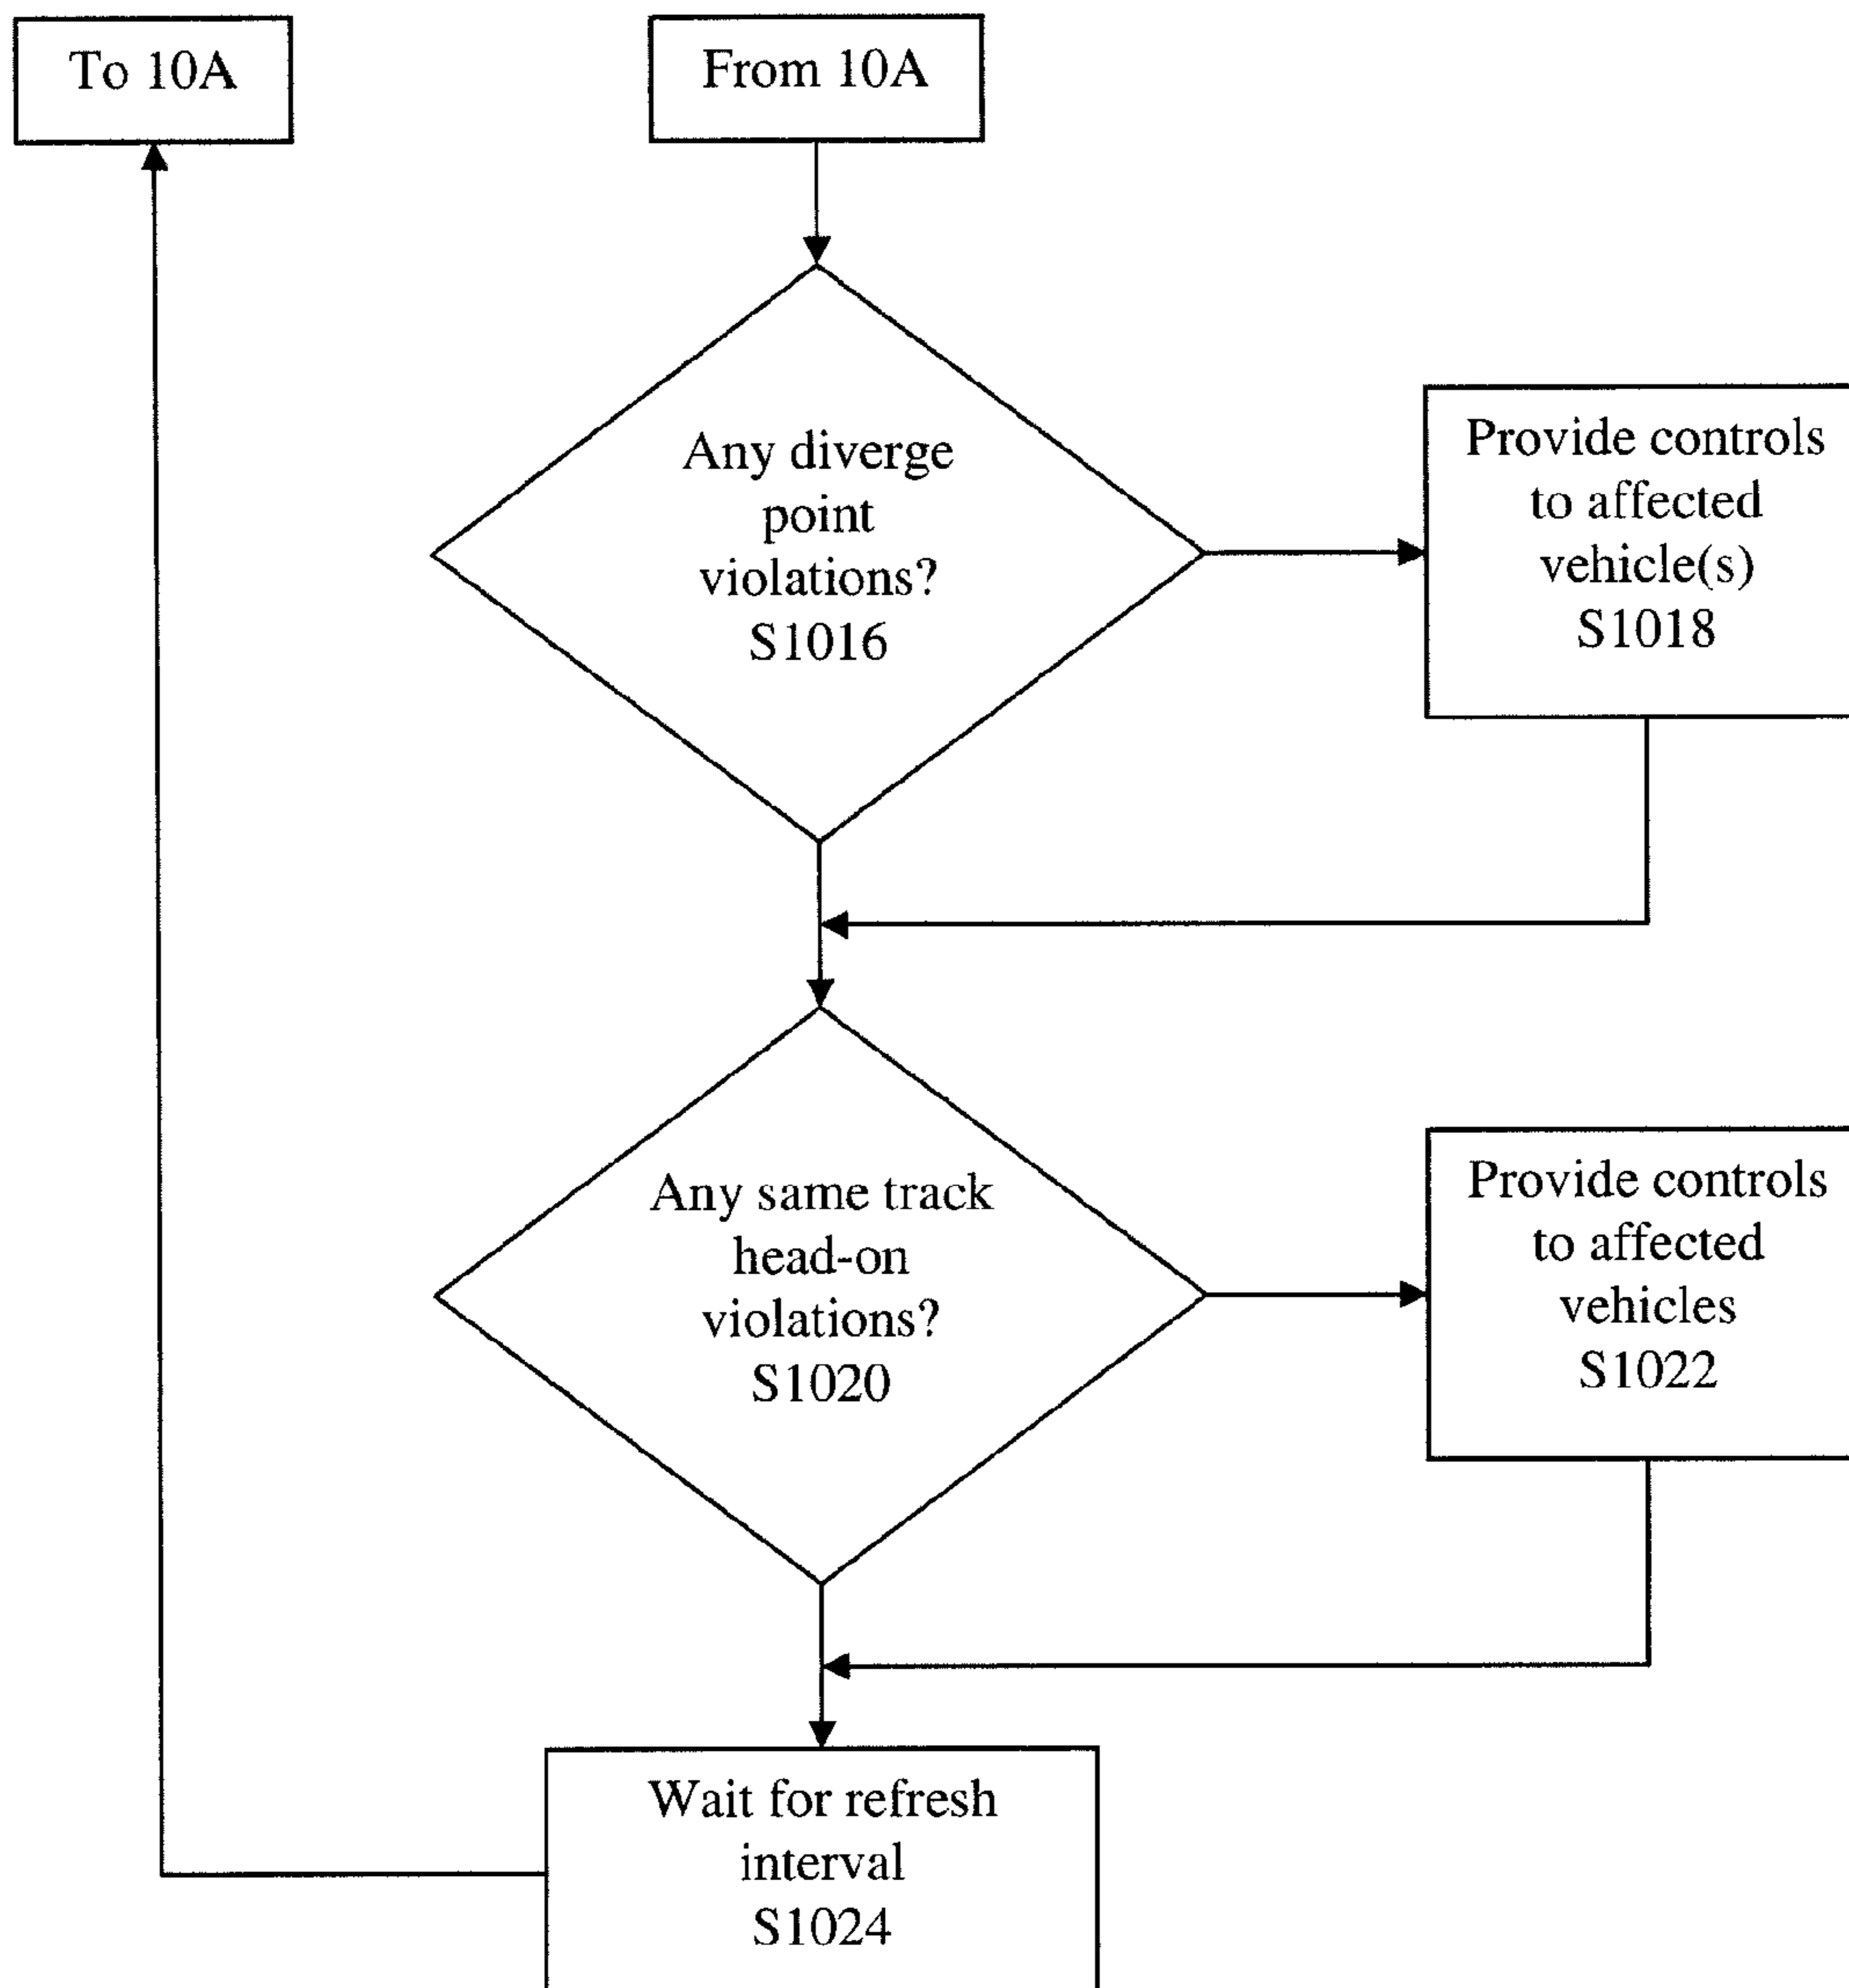 To 10A
From 10A
Any diverge
point
violations?
S1016
Provide controls
to affected
vehicle(s)
S1018
Any same track
head-on
violations?
S1020
Provide controls
to affected
vehicles
S1022
Wait for refresh
interval
S1024